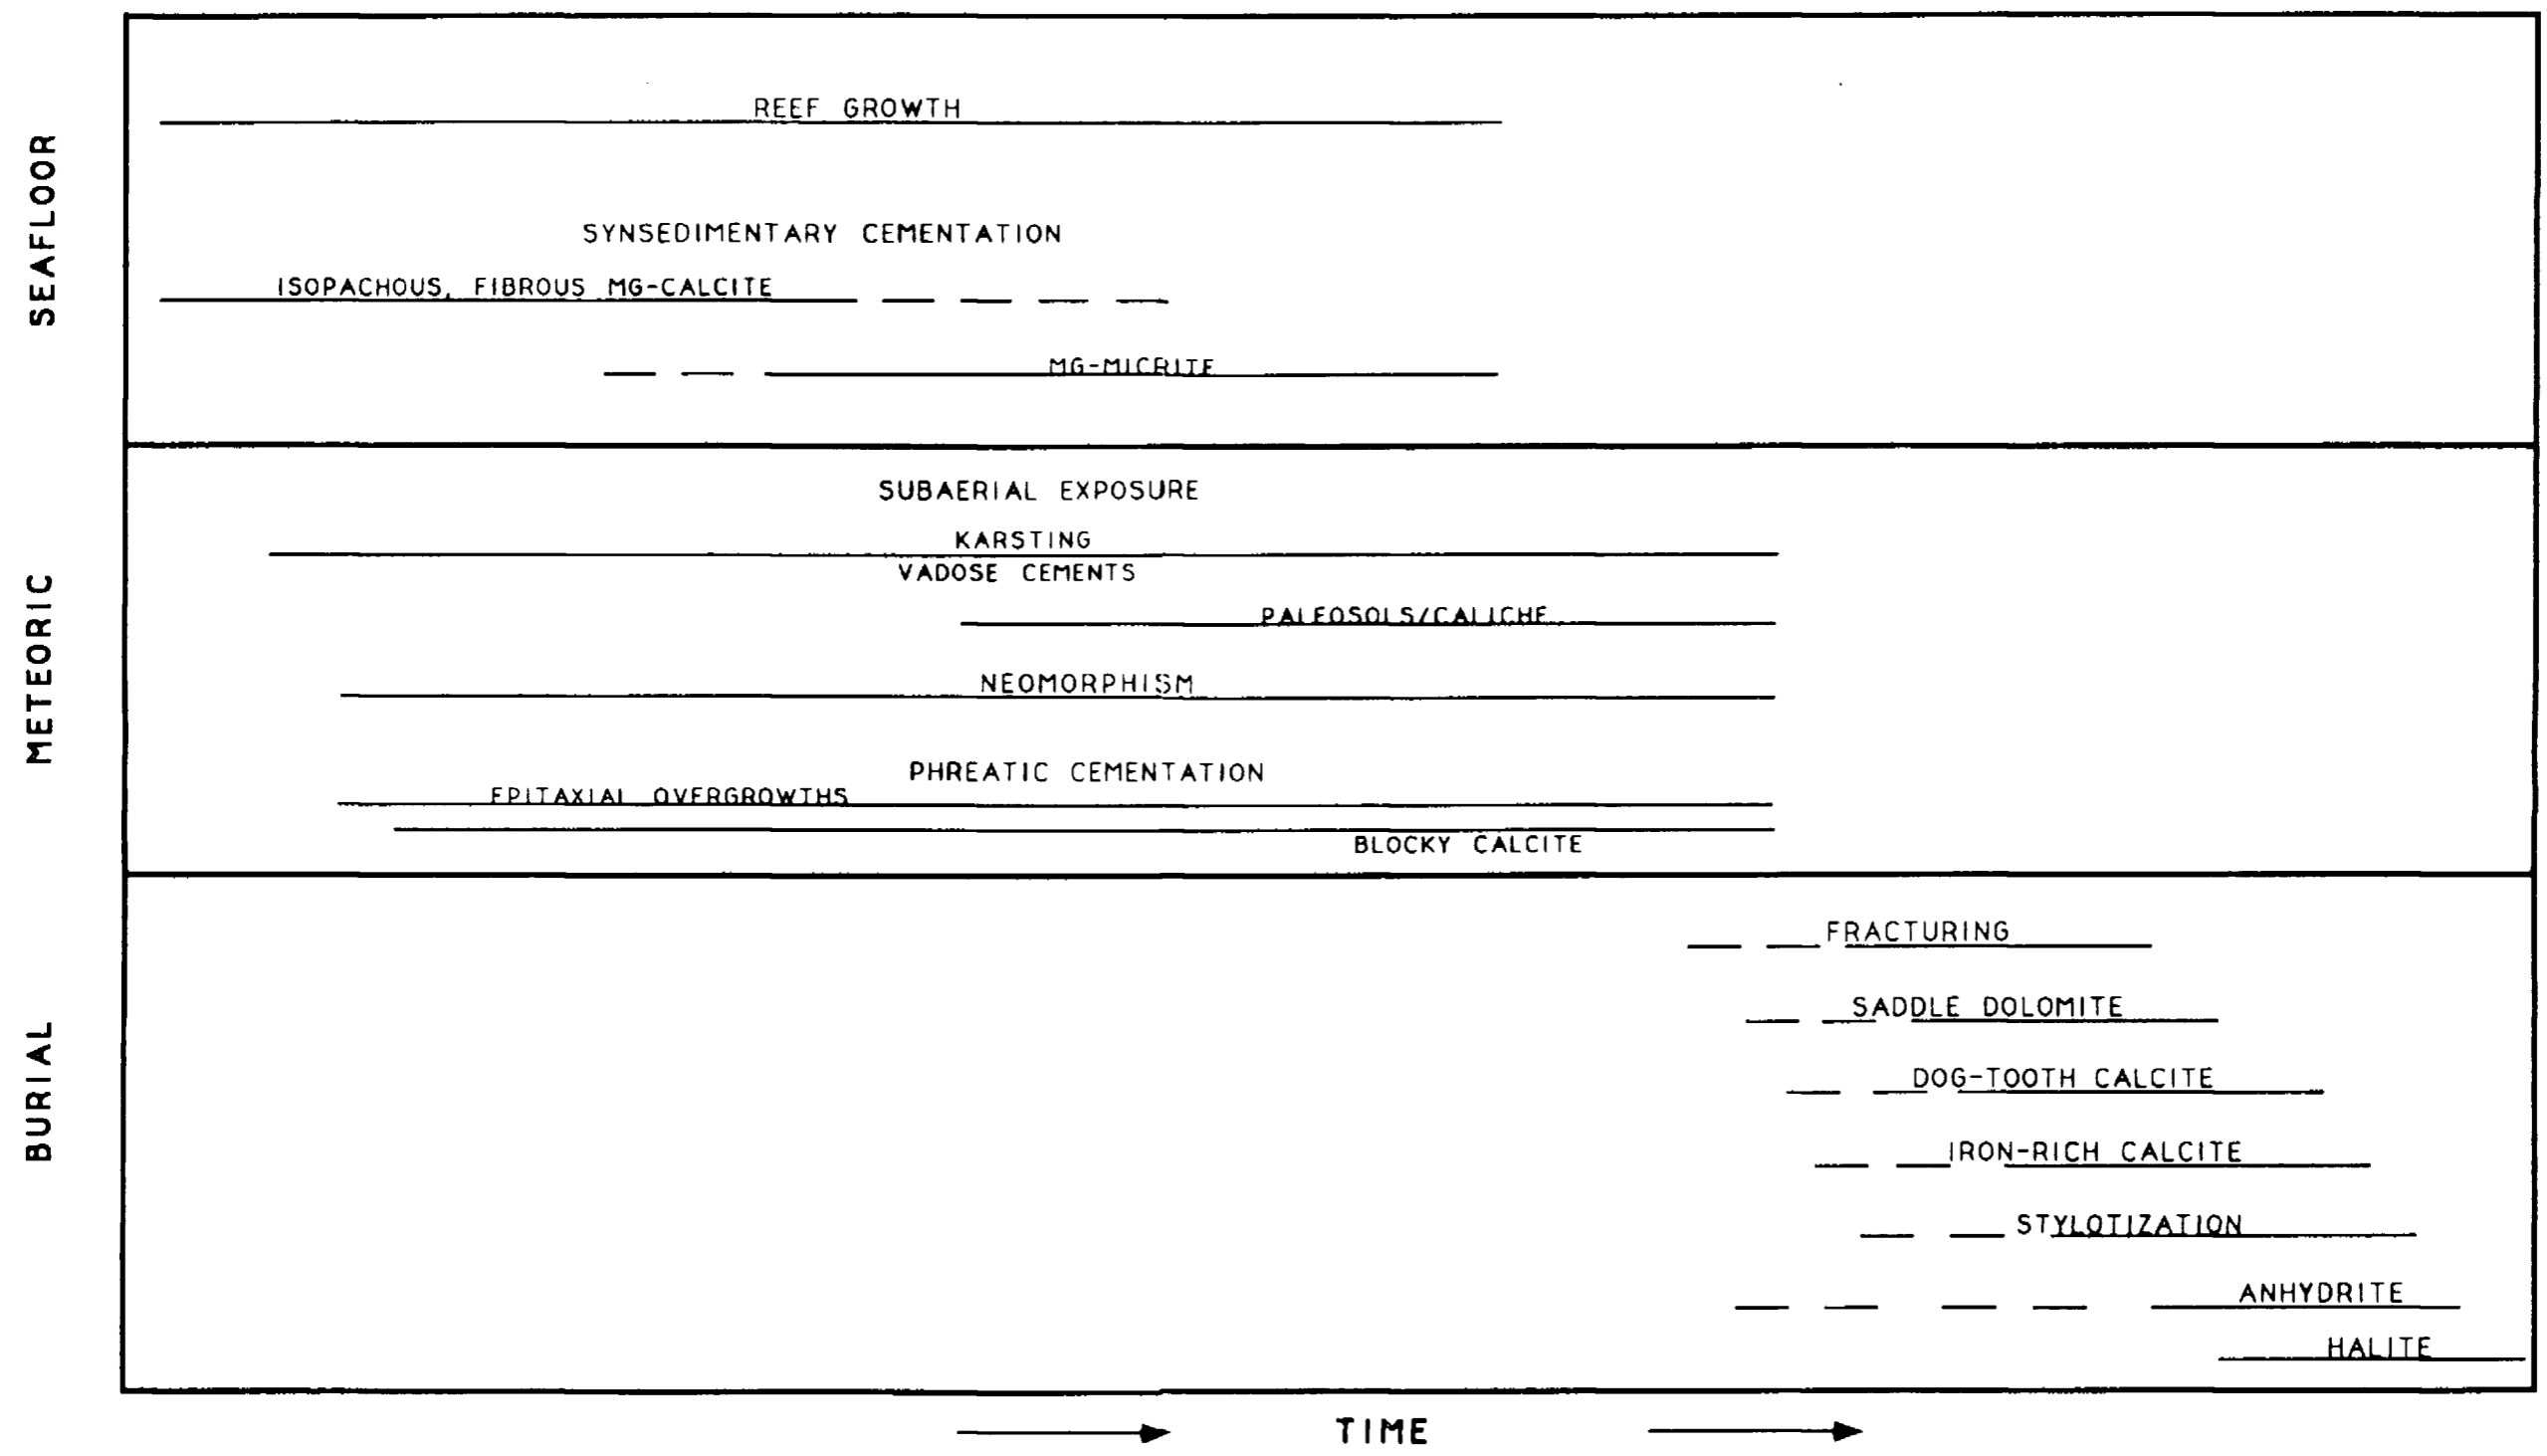 SEAFLOOR
REEF GROWTH
SYNSEDIMENTARY CEMENTATION
ISOPACHOUS, FIBROUS MG-CALCITE
MG-MICRITE
METEORIC
SUBAERIAL EXPOSURE
KARSTING
VADOSE CEMENTS
PALEOSOLS/CALICHE
NEOMORPHISM
PHREATIC CEMENTATION
EPITAXIAL OVERGROWTHS
BLOCKY CALCITE
BURIAL
FRACTURING
SADDLE DOLOMITE
DOG-TOOTH CALCITE
IRON-RICH CALCITE
STYLOTIZATION
ANHYDRITE
HALITE
TIME